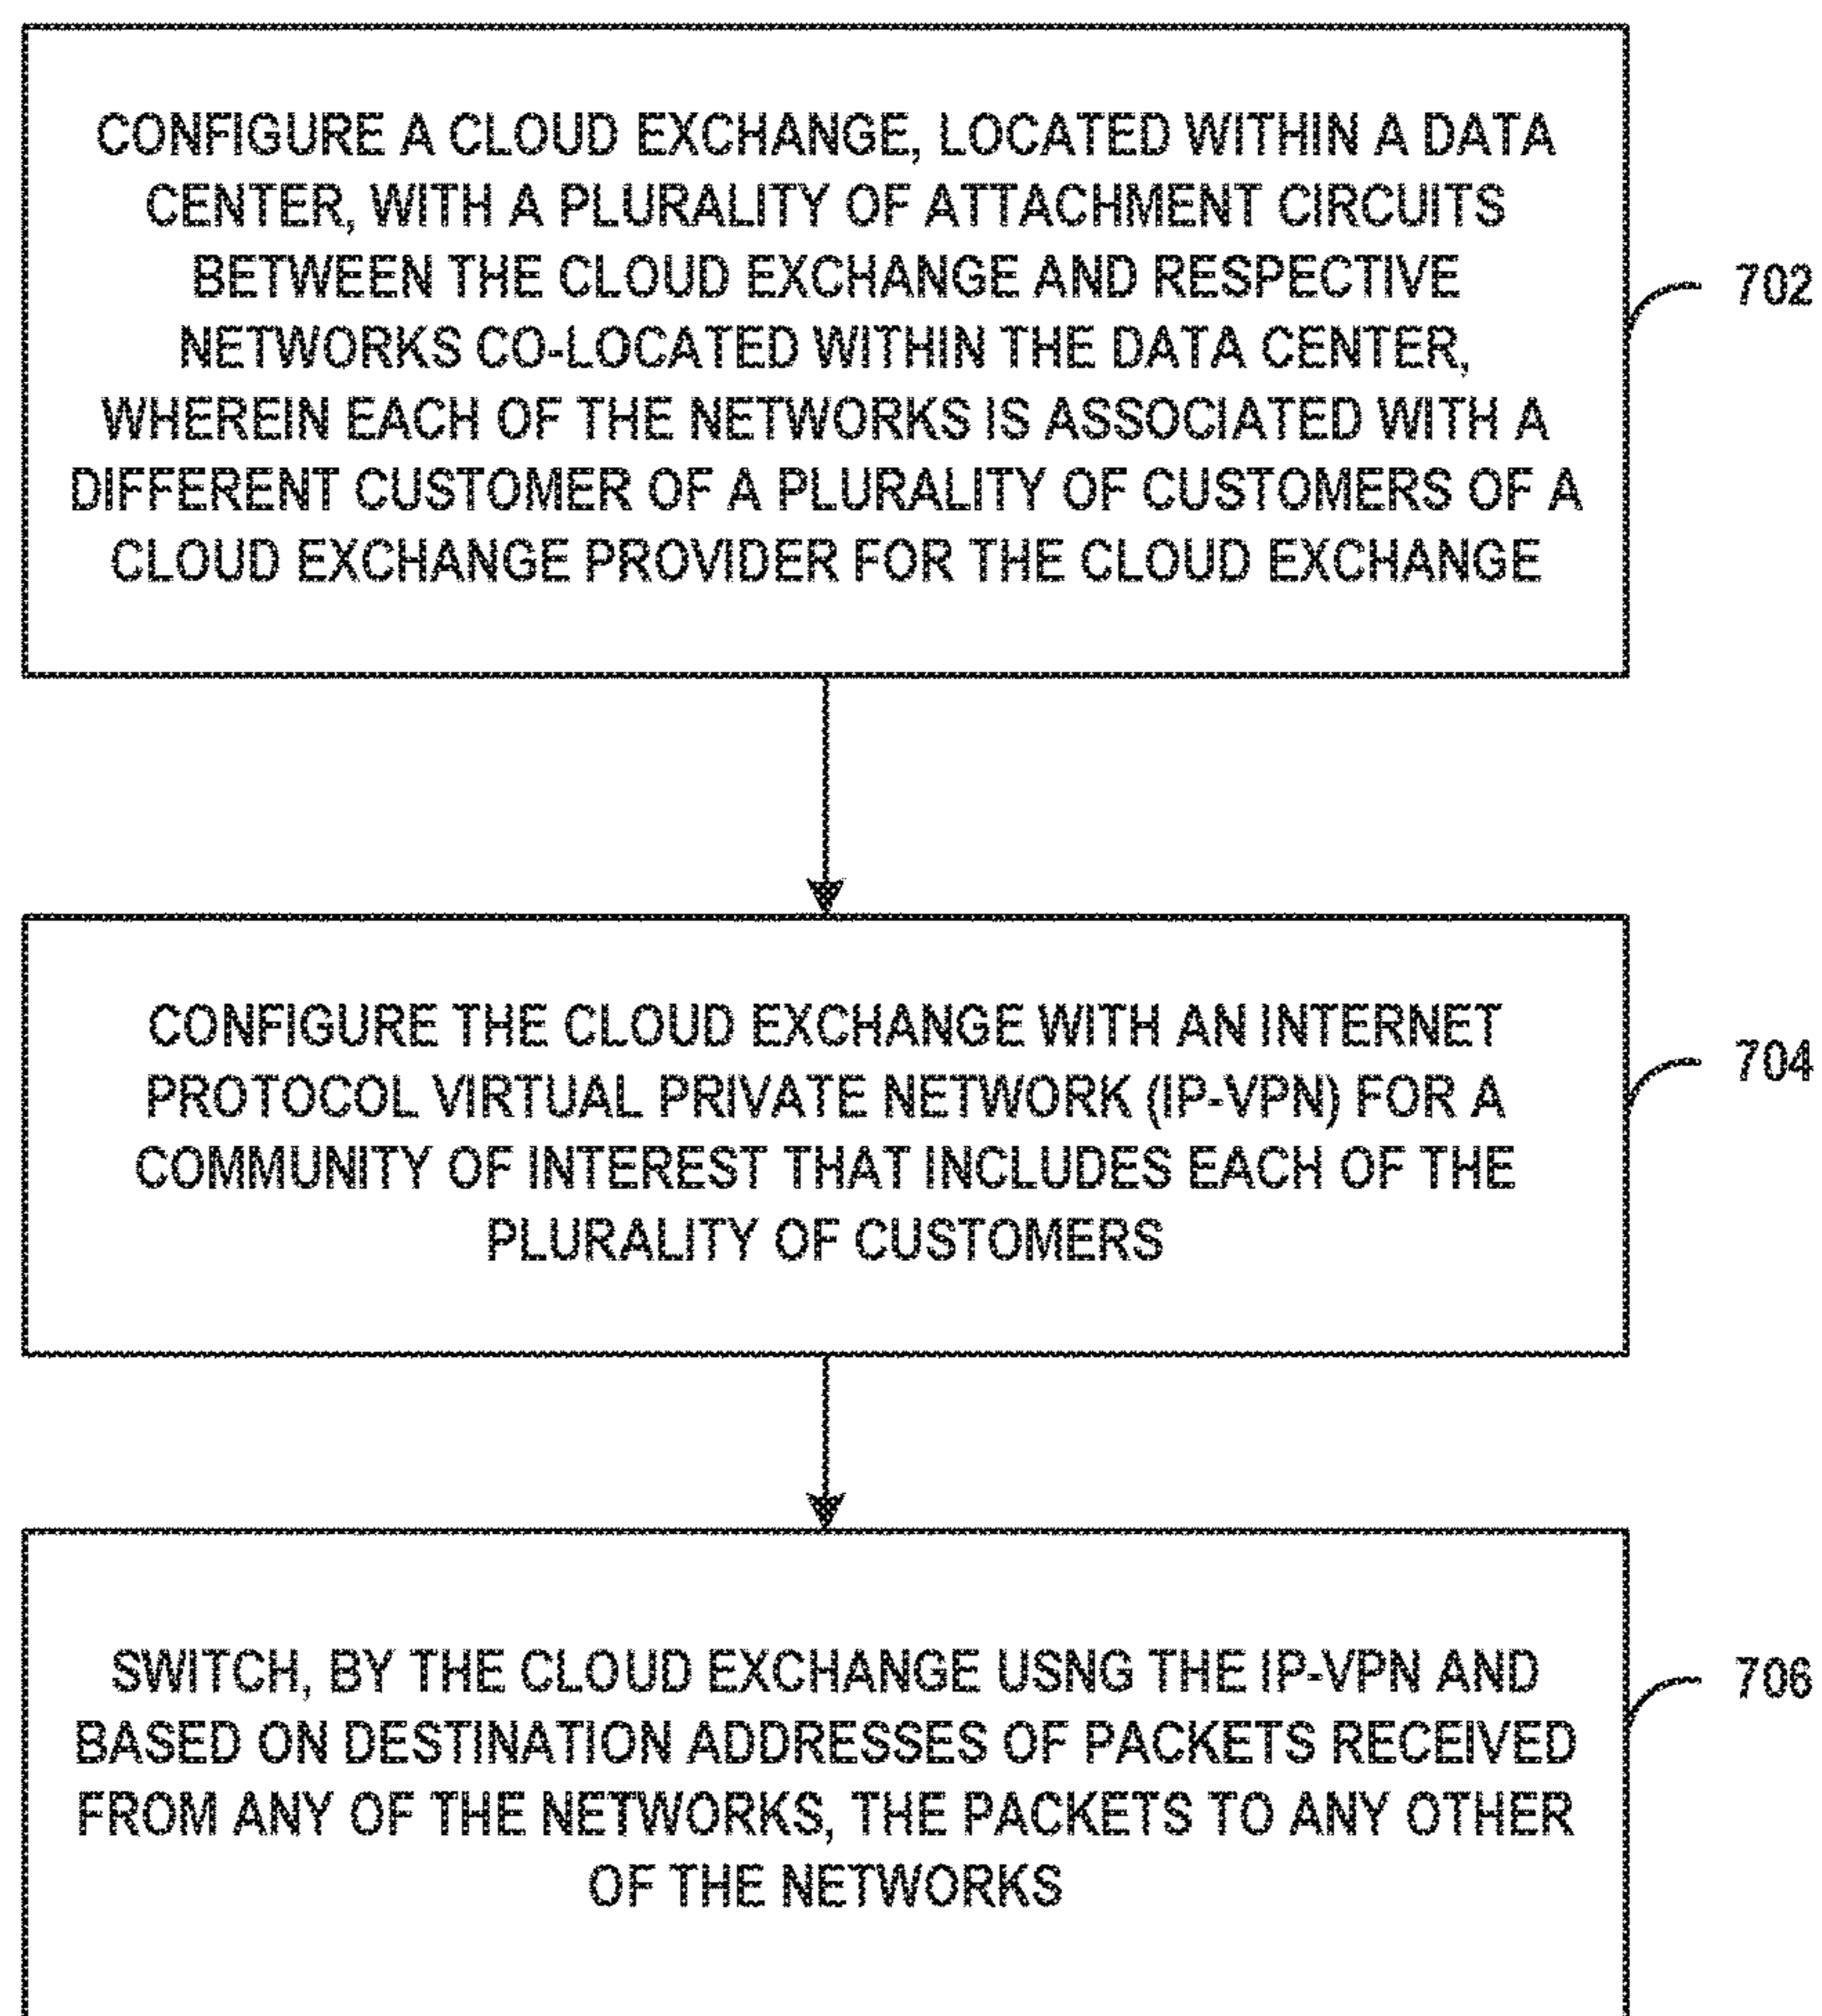 CONFIGURE A CLOUD EXCHANGE, LOCATED WITHIN A DATA
CENTER, WITH A PLURALITY OF ATTACHMENT CIRCUITS
BETWEEN THE CLOUD EXCHANGE AND RESPECTIVE
NETWORKS CO-LOCATED WITHIN THE DATA CENTER,
WHEREIN EACH OF THE NETWORKS IS ASSOCIATED WITH A
DIFFERENT CUSTOMER OF A PLURALITY OF CUSTOMERS OF A
CLOUD EXCHANGE PROVIDER FOR THE CLOUD EXCHANGE
702
CONFIGURE THE CLOUD EXCHANGE WITH AN INTERNET
PROTOCOL VIRTUAL PRIVATE NETWORK (IP-VPN) FOR A
COMMUNITY OF INTEREST THAT INCLUDES EACH OF THE
PLURALITY OF CUSTOMERS
704
SWITCH, BY THE CLOUD EXCHANGE USNG THE IP-VPN AND
BASED ON DESTINATION ADDRESSES OF PACKETS RECEIVED
FROM ANY OF THE NETWORKS, THE PACKETS TO ANY OTHER
OF THE NETWORKS
706